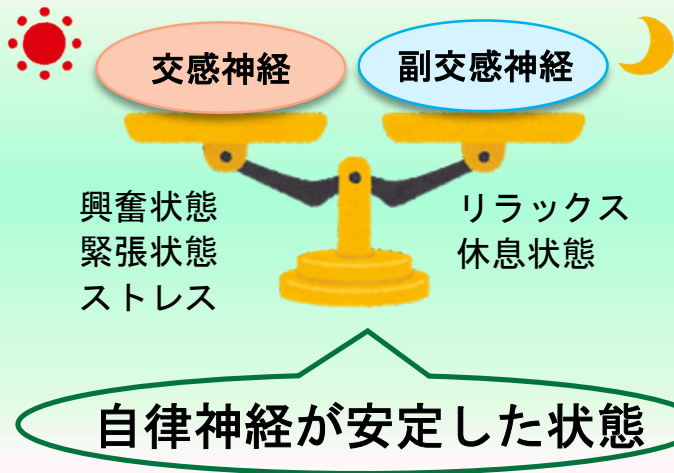 交感神経
副交感神経
興奮状態
緊張状態
ストレス
リラックス
休息状態
自律神経が安定した状態